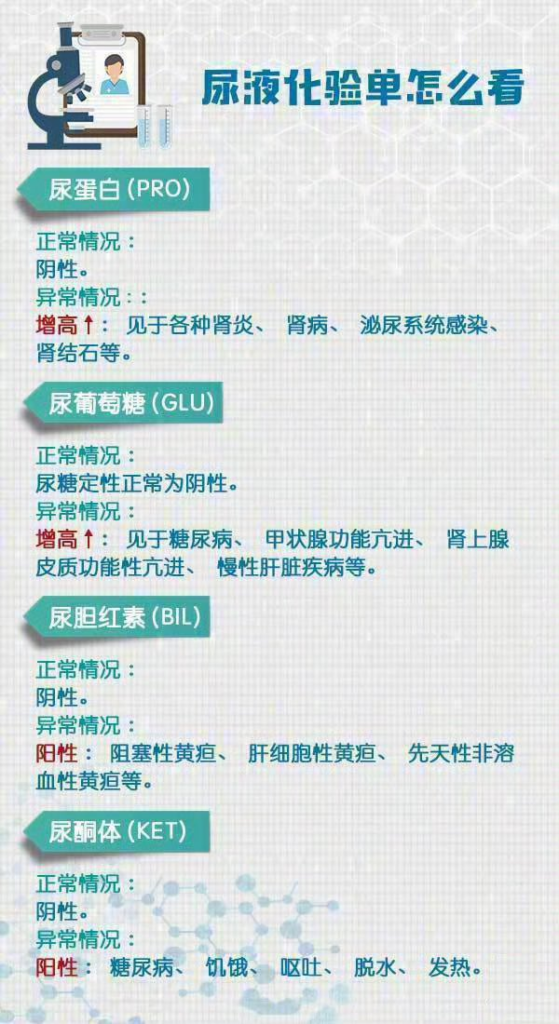 尿液化验单怎么看
尿蛋白(PRO)
正常情况：
阴性。
异常情况：：
增高↑：见于各种肾炎、肾病、泌尿系统感染、
肾结石等。
尿葡萄糖(GLU)
正常情况：
尿糖定性正常为阴性。
异常情况：
增高↑：见于糖尿病、甲状腺功能亢进、肾上腺
皮质功能性亢进、慢性肝脏疾病等。
尿胆红素(BIL)
正常情况：
阴性。
异常情况：
阳性：阻塞性黄疸、肝细胞性黄疸、先天性非溶
血性黄疸等。
尿酮体(KET)
正常情况：
阴性。
异常情况：
阳性：糖尿病、饥饿、呕吐、脱水、发热。